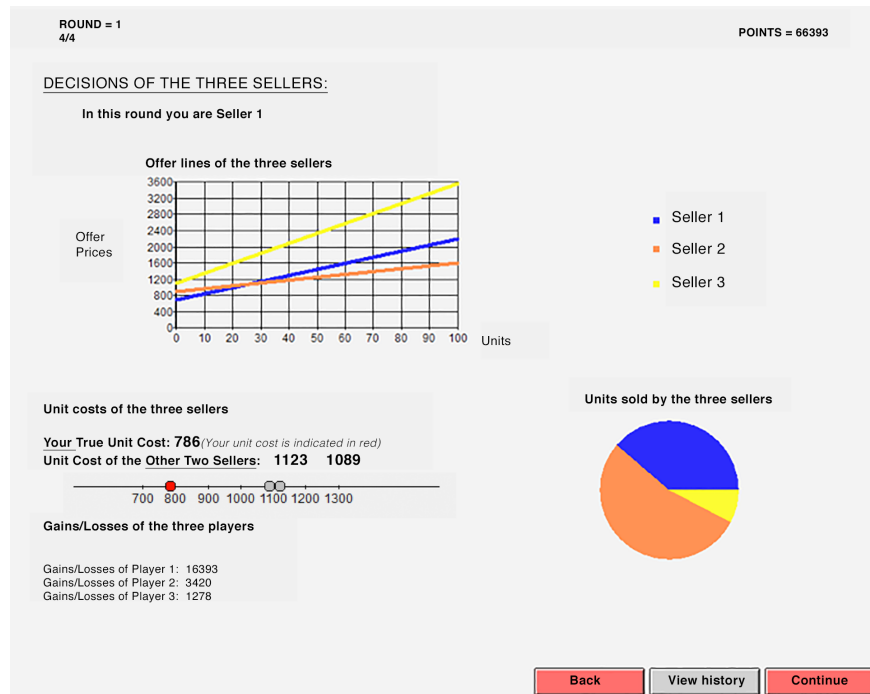 ROUND = 1
4/4
POINTS = 66393
DECISIONS OF THE THREE SELLERS:
In this round you are Seller 1
Offer lines of the three sellers
Offer
Prices
3600
3200
2800
2400
2000
1600
1200
800
400
0
0 10 20 30 40 50 60 70 80 90 100
Units
Seller 1
Seller 2
Seller 3
Unit costs of the three sellers
Your True Unit Cost: 786(Your unit cost is indicated in red)
Unit Cost of the Other Two Sellers: 1123 1089
700 800 900 1000 1100 1200 1300
Gains/Losses of the three players
Gains/Losses of Player 1: 16393
Gains/Losses of Player 2: 3420
Gains/Losses of Player 3: 1278
Units sold by the three sellers
Back
View history
Continue